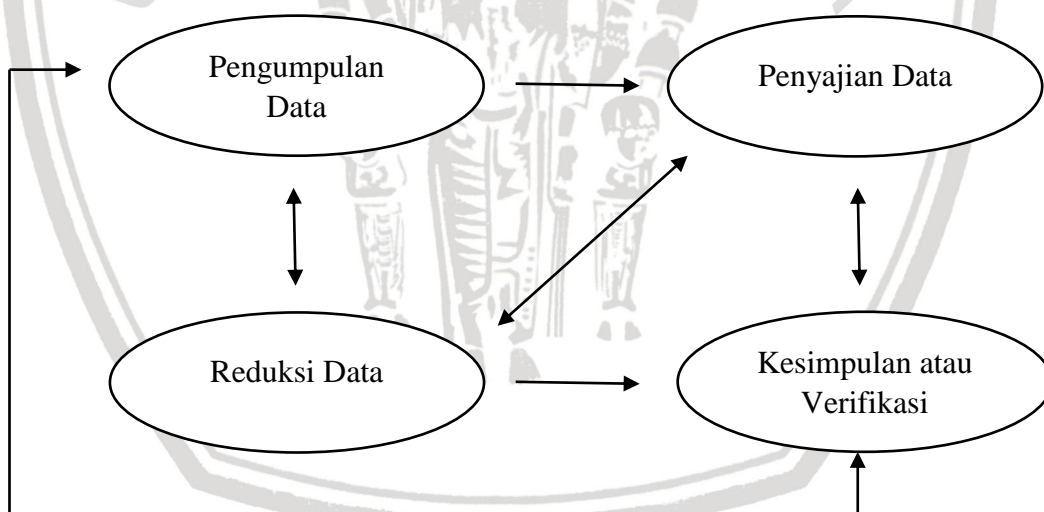 Pengumpulan
Data
Penyajian Data
Reduksi Data
Kesimpulan atau
Verifikasi